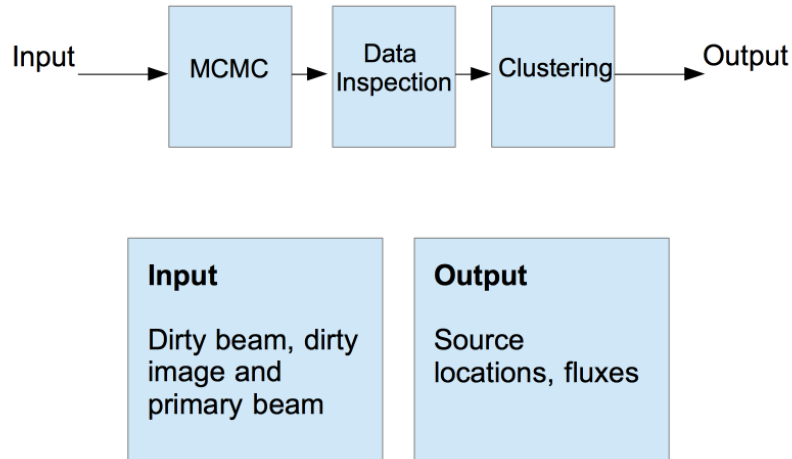 Input
MCMC
Data
Inspection
Clustering
Output
Input
Dirty beam, dirty
image and
primary beam
Output
Source
locations, fluxes